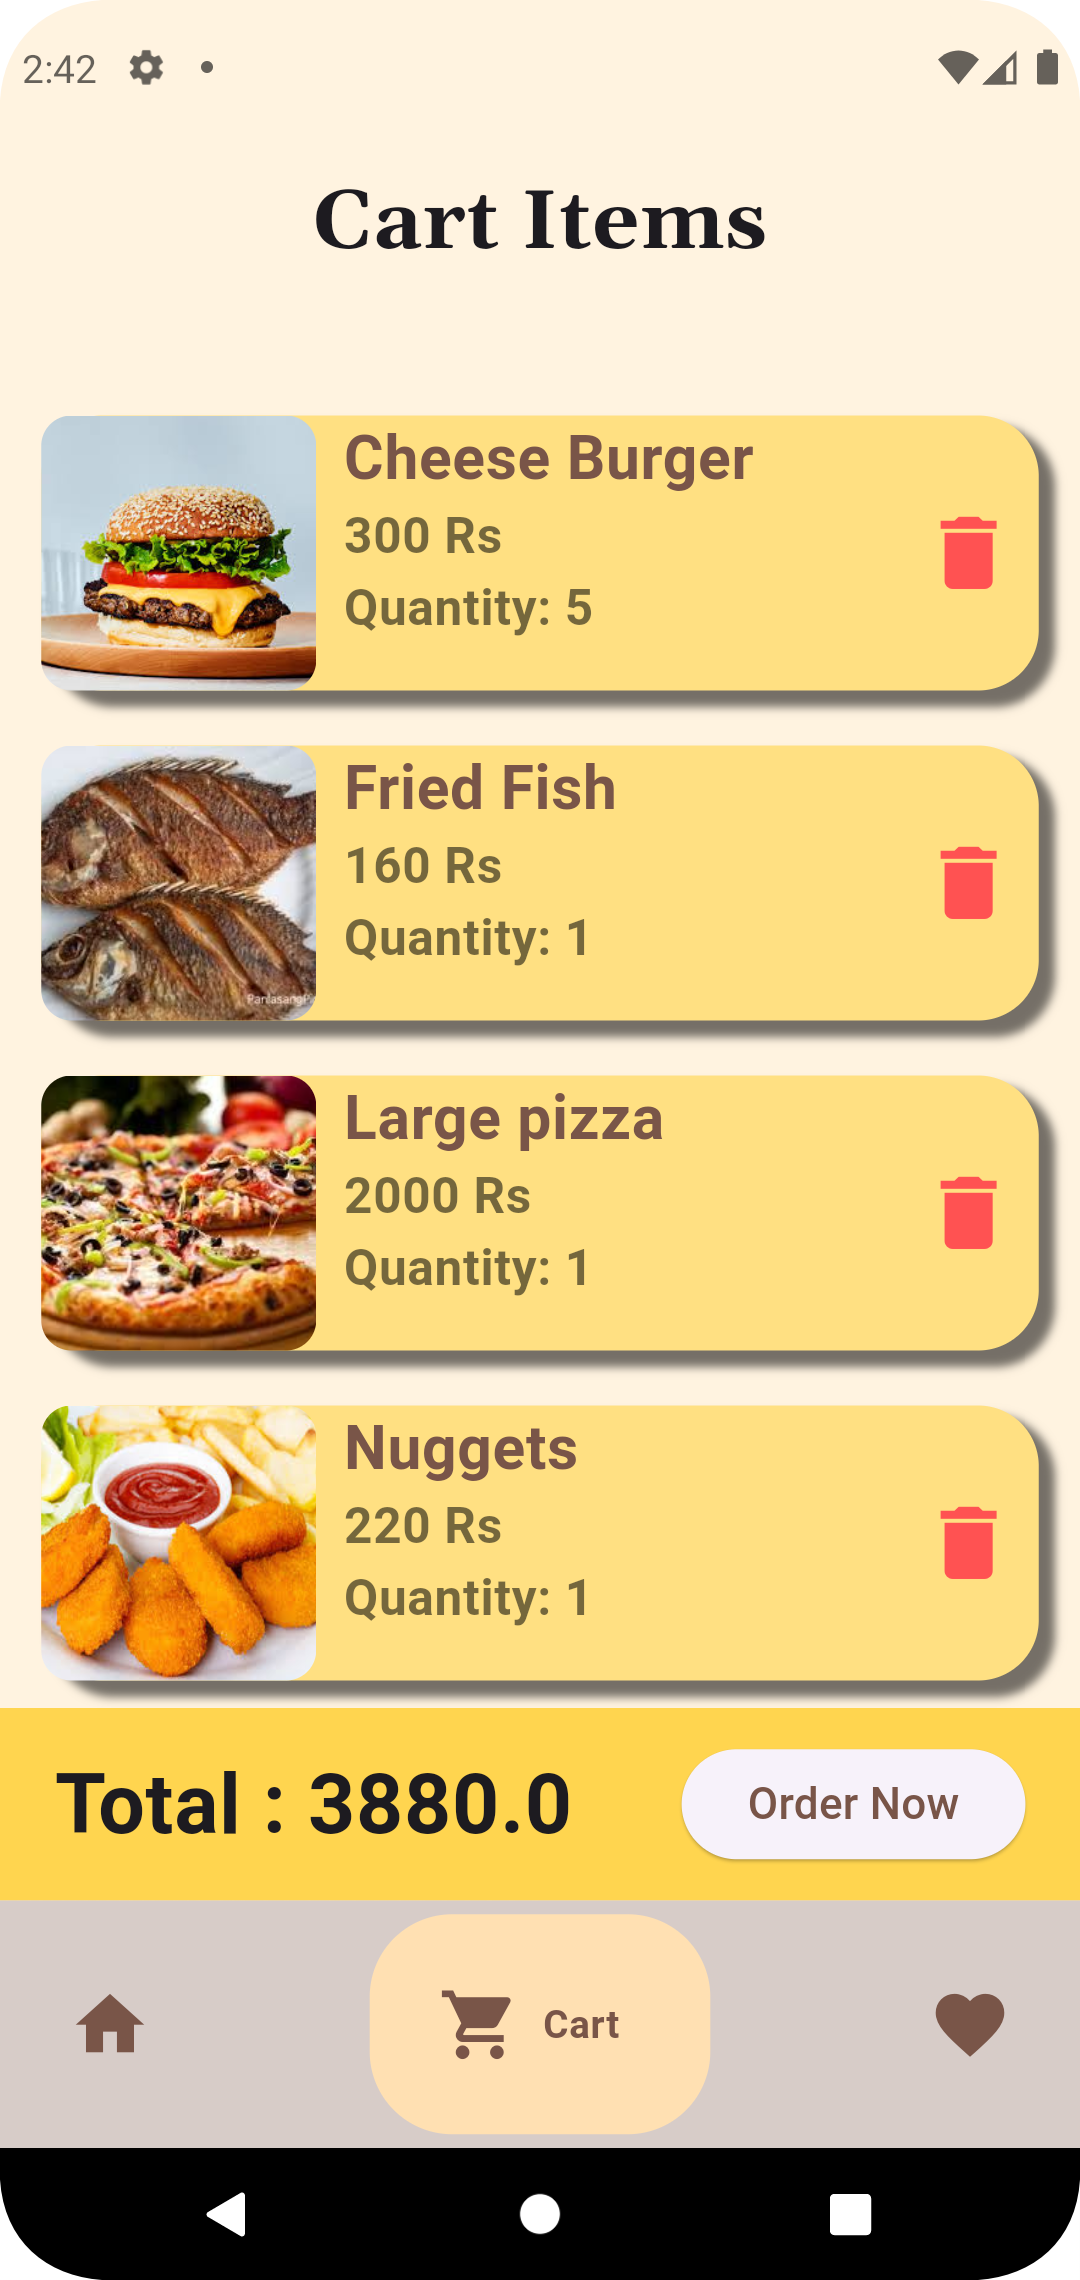 2:42
Cart Items
Cheese Burger
300 Rs
Quantity: 5
Fried Fish
160 Rs
Quantity: 1
Large pizza
2000 Rs
Quantity: 1
Nuggets
220 Rs
Quantity: 1
Total : 3880.0
Order Now
Cart